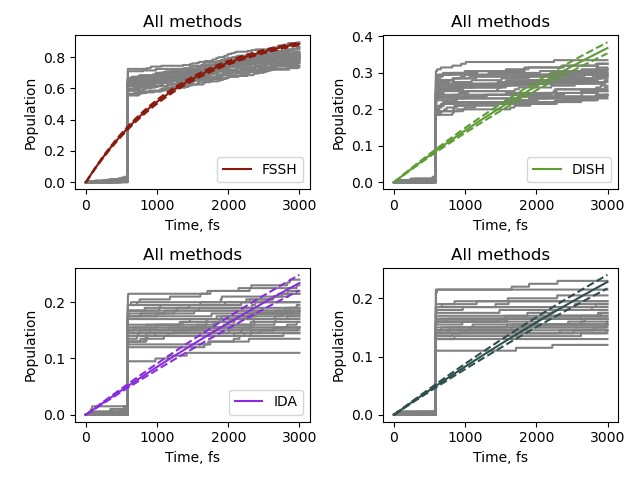 All methods
All methods
Population
0.8
0.6
0.4
0.2
0.0
FSSH
0
1000
2000
3000
Time, fs
Population
0.4
0.3
0.2
0.1
0.0
DISH
0
1000
2000
3000
Time, fs
All methods
All methods
Population
0.2
0.1
0.0
IDA
0
1000
2000
3000
Time, fs
Population
0.2
0.1
0.0
0
1000
2000
3000
Time, fs